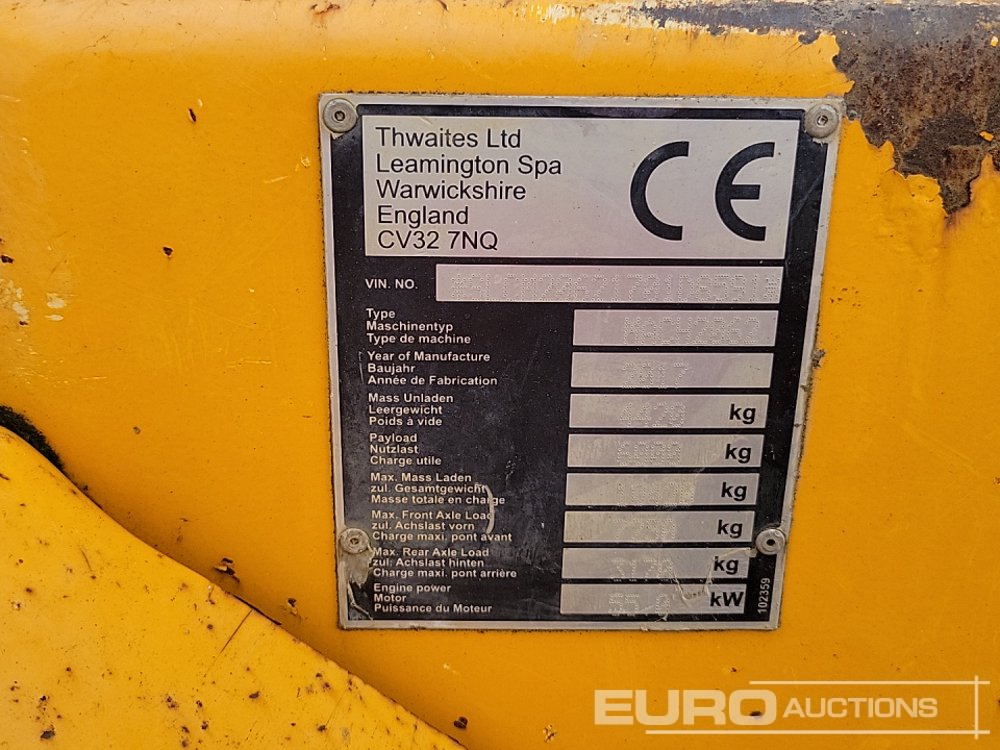 Thwaites Ltd
Leamington Spa
Warwickshire
England
CV32 7NQ
CE
VIN. NO.
Type
Maschinentyp
Type de machine
MACH2862
Year of Manufacture
Baujahr
Année de Fabrication
2017
Mass Unladen
Leergewicht
Poids à vide
4428 kg
Payload
Nutzlast
Charge utile
6000 kg
Max. Mass Laden
zul. Gesamtgewicht
Masse totale en charge
kg
Max. Front Axle Load
zul. Achslast vorn
Charge maxi. pont avant
kg
Max. Rear Axle Load
zul. Achslast hinten
Charge maxi. pont arrière
kg
Engine power
Motor
Puissance du Moteur
kW
102359
EURO AUCTIONS